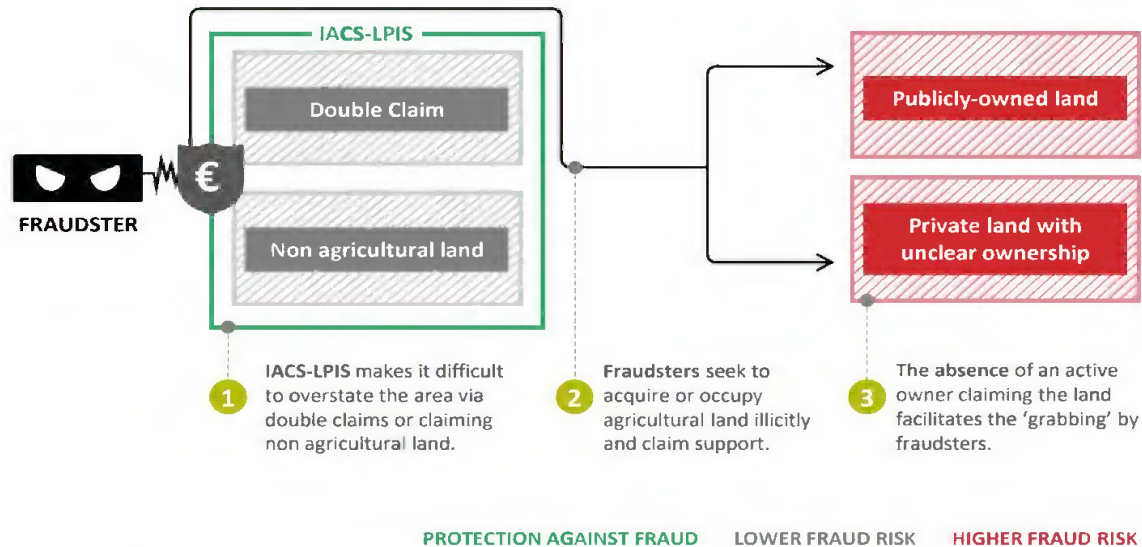 IACS-LPIS
Double Claim
Non agricultural land
€
FRAUDSTER
Publicly-owned land
Private land with
unclear ownership
1
IACS-LPIS makes it difficult
to overstate the area via
double claims or claiming
non agricultural land.
2
Fraudsters seek to
acquire or occupy
agricultural land illicitly
and claim support.
3
The absence of an active
owner claiming the land
facilitates the ‘grabbing’ by
fraudsters.
PROTECTION AGAINST FRAUD LOWER FRAUD RISK HIGHER FRAUD RISK